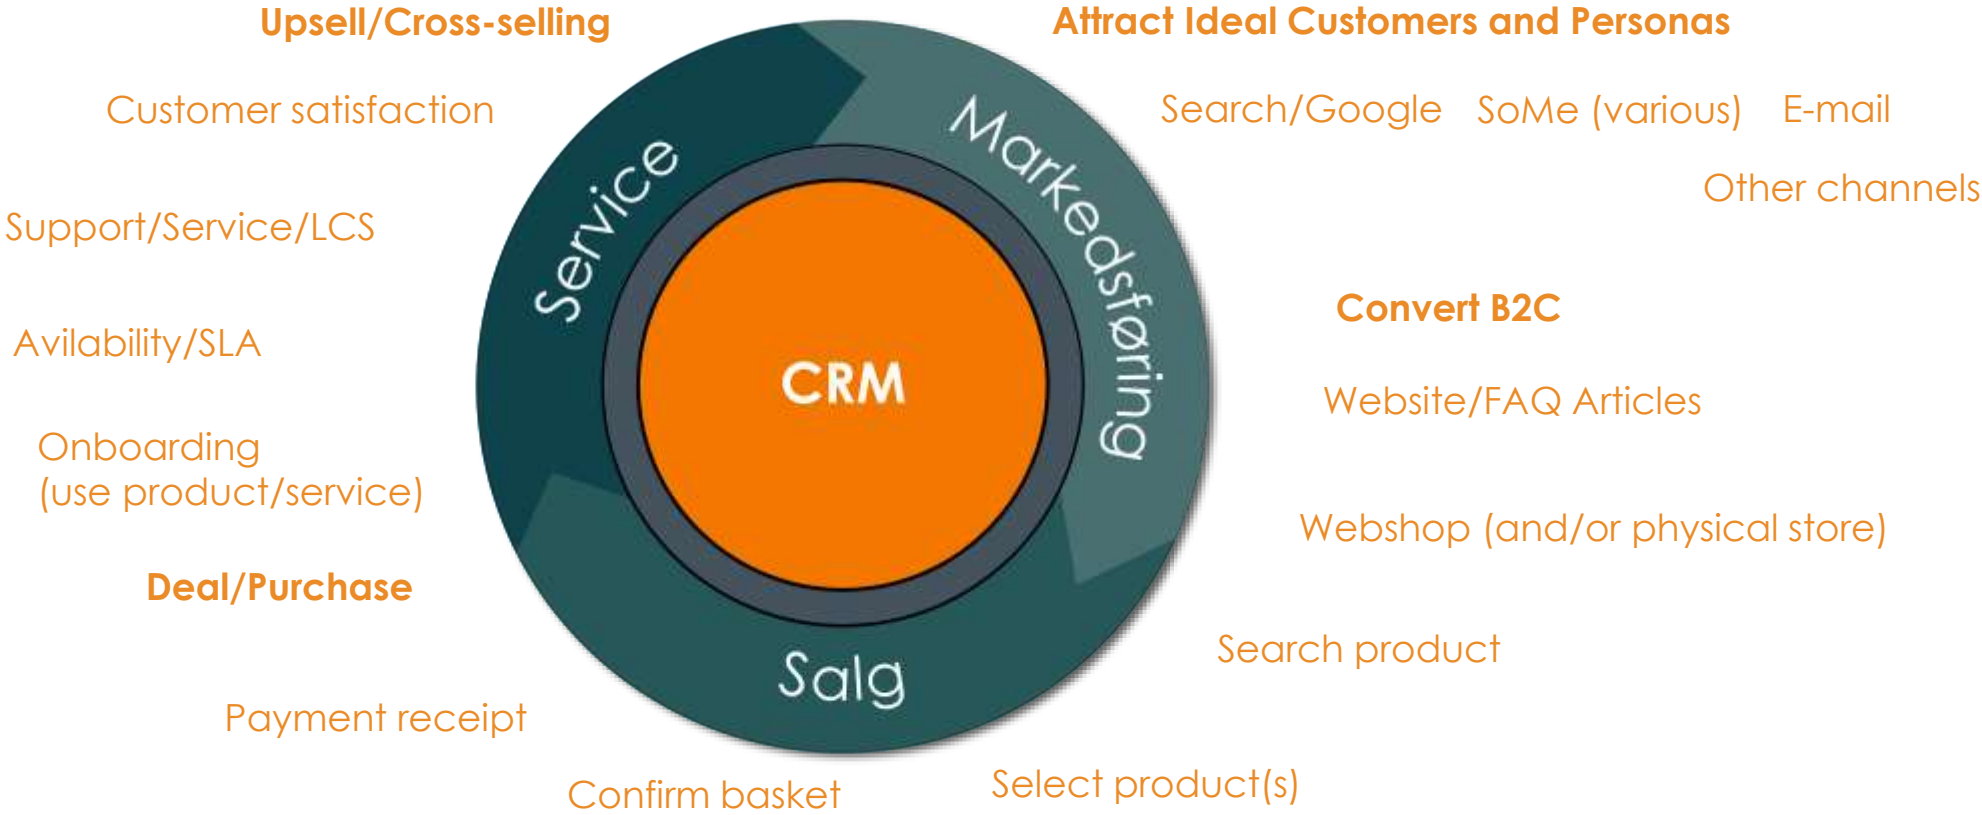 Upsell/Cross-selling
Attract Ideal Customers and Personas
Customer satisfaction
Search/Google
SoMe (various)
E-mail
Other channels
Support/Service/LCS
Service
Markedsføring
Convert B2C
Avilability/SLA
CRM
Website/FAQ Articles
Onboarding
(use product/service)
Webshop (and/or physical store)
Deal/Purchase
Search product
Salg
Payment receipt
Confirm basket
Select product(s)